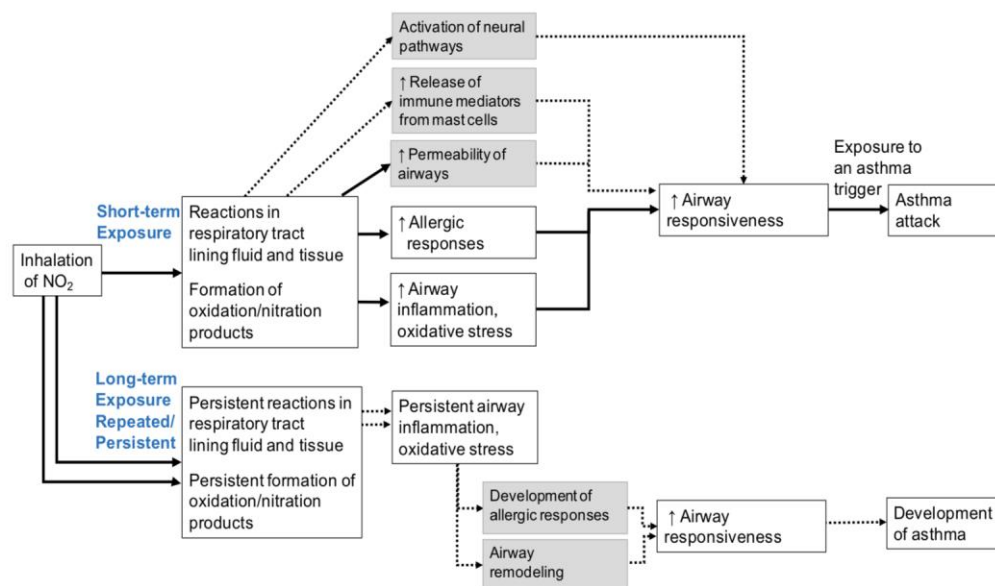 Activation of neural
pathways
↑ Release of
immune mediators
from mast cells
↑ Permeability of
airways
Exposure to
an asthma
trigger
Short-term
Exposure
Reactions in
respiratory tract
lining fluid and tissue
Formation of
oxidation/nitration
products
↑ Allergic
responses
↑ Airway
responsiveness
Asthma
attack
Inhalation
of NO₂
↑ Airway
inflammation,
oxidative stress
Long-term
Exposure
Repeated/
Persistent
Persistent reactions in
respiratory tract
lining fluid and tissue
Persistent formation of
oxidation/nitration
products
Persistent airway
inflammation,
oxidative stress
Development of
allergic responses
Airway
remodeling
↑ Airway
responsiveness
Development
of asthma